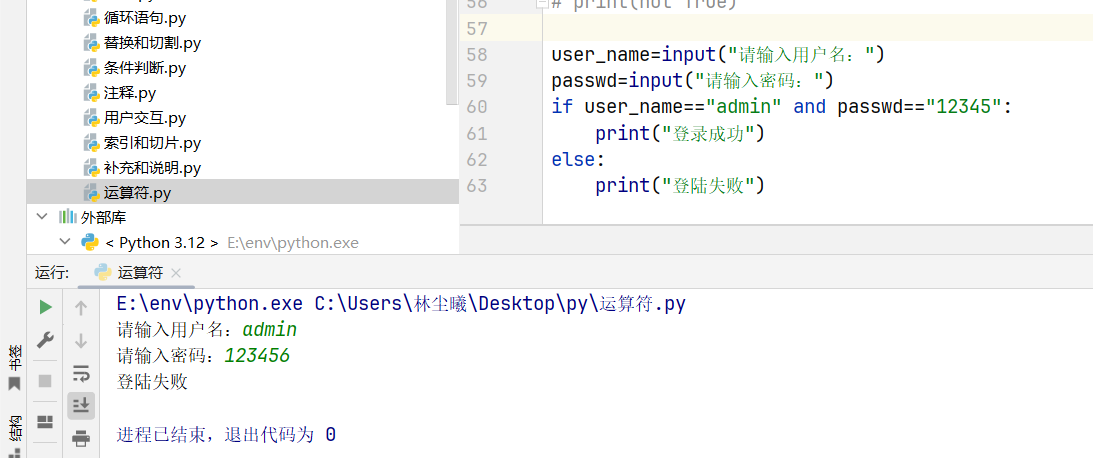 循环语句.py
替换和切割.py
条件判断.py
注释.py
用户交互.py
索引和切片.py
补充和说明.py
运算符.py
外部库
< Python 3.12 > E:\env\python.exe
56 # print(not True)
57
58 user_name=input("请输入用户名：")
59 passwd=input("请输入密码：")
60 if user_name=="admin" and passwd=="12345":
61 print("登录成功")
62 else:
63 print("登陆失败")
运行: 运算符
E:\env\python.exe C:\Users\林尘曦\Desktop\py\运算符.py
请输入用户名：admin
请输入密码：123456
登陆失败
进程已结束，退出代码为 0
书签
结构